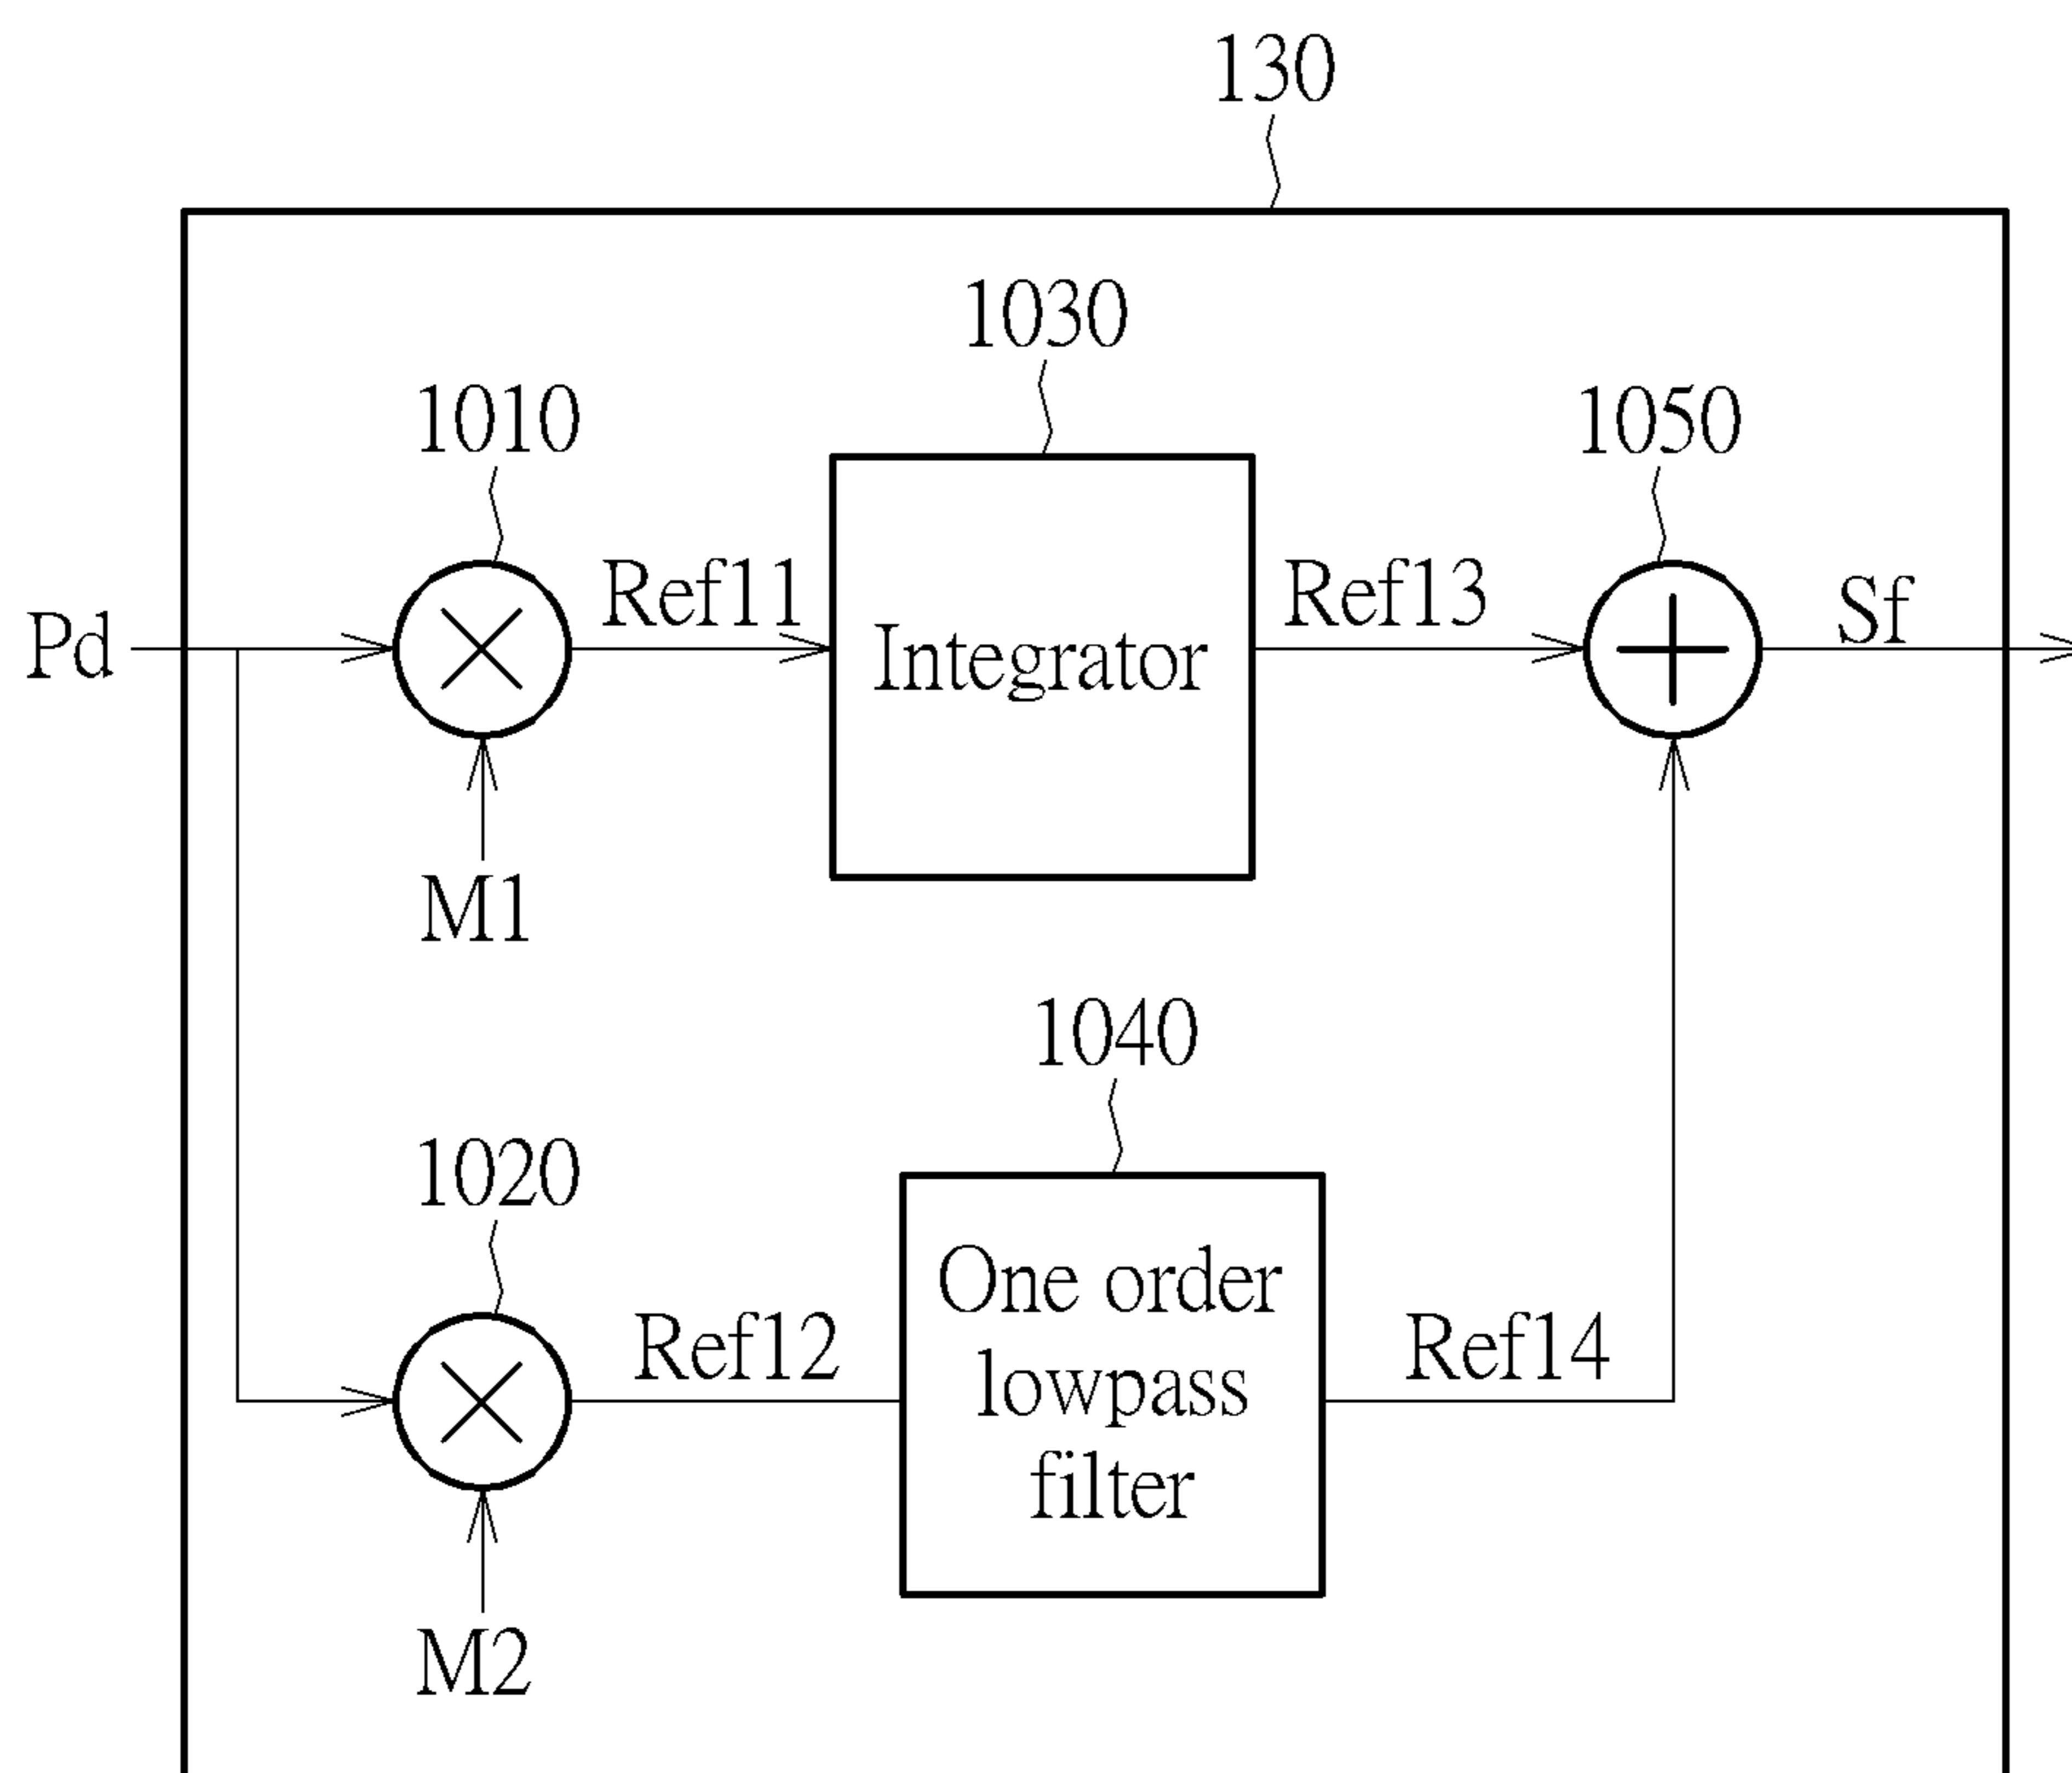 130
1030
1010
1050
Ref11
Ref13
Pd
Integrator
Sf
M1
1040
1020
One order
lowpass
filter
Ref12
Ref14
M2